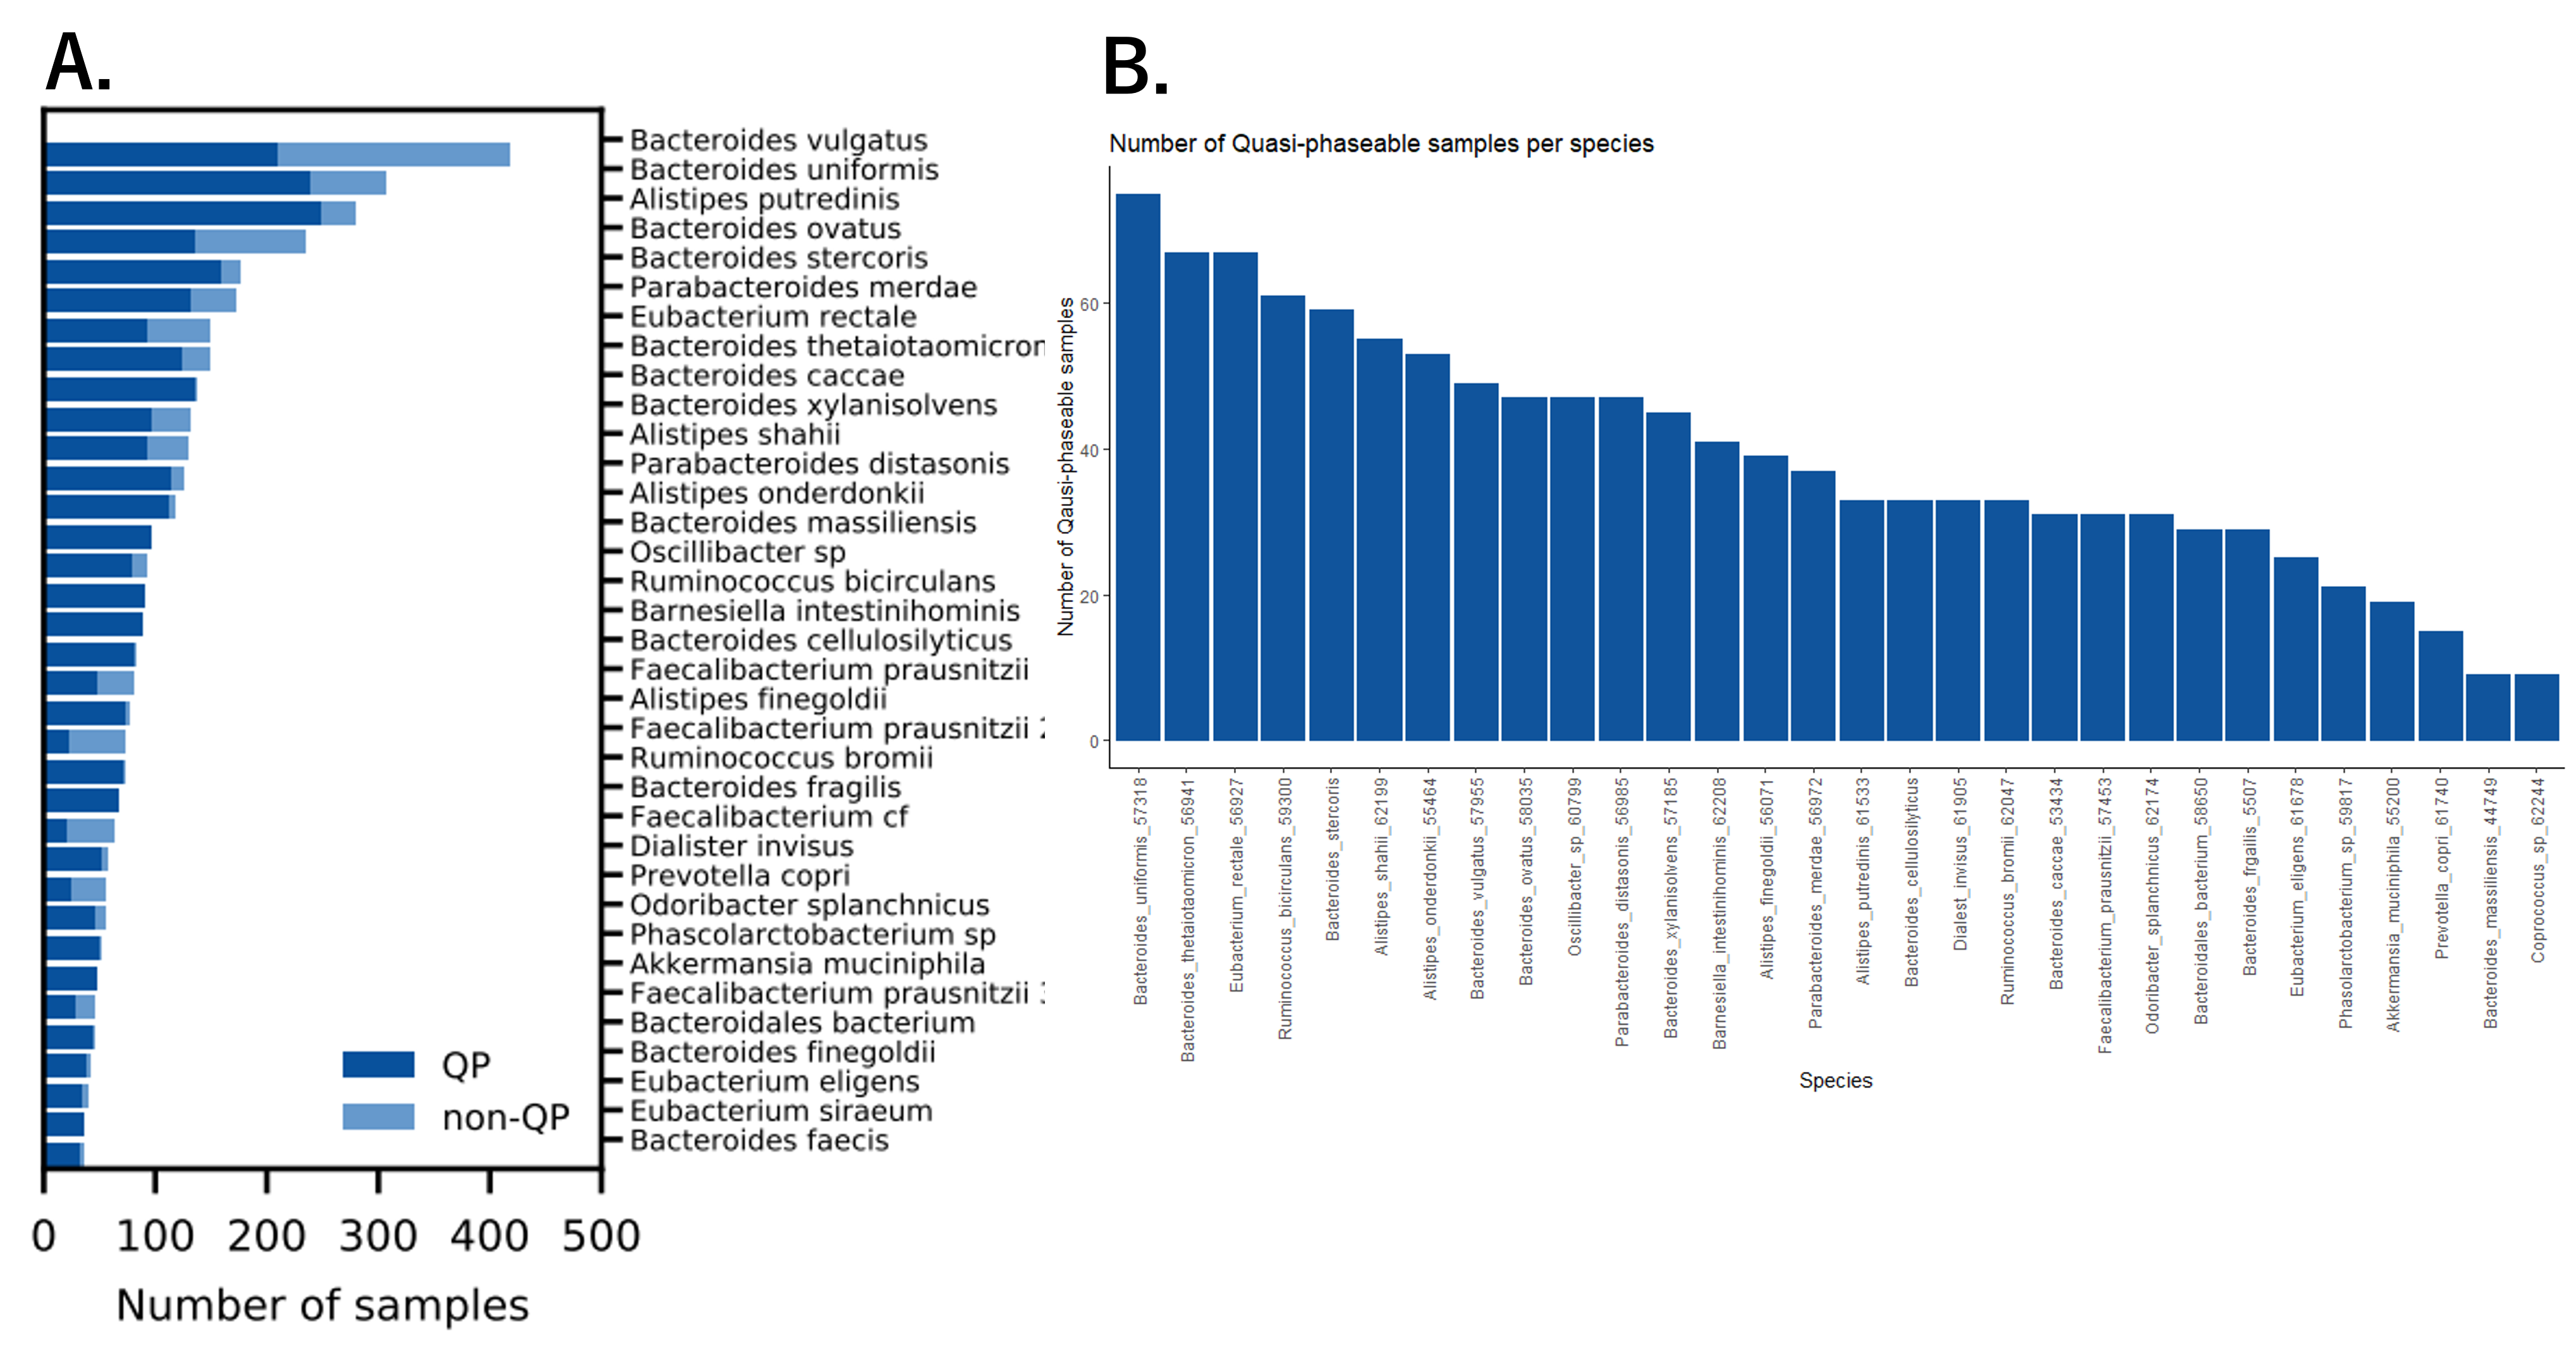 A.
Bacteroides vulgatus
Bacteroides uniformis
Alistipes putredinis
Bacteroides ovatus
Bacteroides stercoris
Parabacteroides merdae
Eubacterium rectale
Bacteroides thetaiotaomicron
Bacteroides caccae
Bacteroides xylanisolvens
Alistipes shahii
Parabacteroides distasonis
Alistipes onderdonkii
Bacteroides massiliensis
Oscillibacter sp
Ruminococcus bicirculans
Barnesiella intestinihominis
Bacteroides cellulosilyticus
Faecalibacterium prausnitzii
Alistipes finegoldii
Faecalibacterium prausnitzii
Ruminococcus bromii
Bacteroides fragilis
Faecalibacterium cf
Dialister invisus
Prevotella copri
Odoribacter splanchnicus
Phascolarctobacterium sp
Akkermansia muciniphila
Faecalibacterium prausnitzii
Bacteroidales bacterium
Bacteroides finegoldii
Eubacterium eligens
Eubacterium siraeum
Bacteroides faecis
QP
non-QP
0 100 200 300 400 500
Number of samples
B.
Number of Quasi-phaseable samples per species
Number of Qausi-phaseable samples
60
40
20
0
Bacteroides_uniformis_57318
Bacteroides_thetaiotaomicron_56941
Eubacterium_rectale_56927
Ruminococcus_bicirculans_59300
Bacteroides_stercoris
Alistipes_shahii_62199
Alistipes_onderdonkii_55464
Bacteroides_vulgatus_57955
Bacteroides_ovatus_58035
Oscillibacter_sp_60799
Parabacteroides_distasonis_56985
Bacteroides_xylanisolvens_57185
Barnesiella_intestinihominis_62208
Alistipes_finegoldii_56071
Parabacteroides_merdae_56972
Alistipes_putredinis_61533
Bacteroides_cellulosilyticus
Dialest_invisus_61905
Ruminococcus_bromii_62047
Bacteroides_caccae_53434
Faecalibacterium_prausnitzii_57453
Odoribacter_splanchnicus_62174
Bacteroidales_bacterium_58650
Bacteroides_frgailis_5507
Eubacterium_eligens_61678
Phasolarctobacterium_sp_59817
Akkermansia_muciniphila_55200
Prevotella_copri_61740
Bacteroides_massiliensis_44749
Coprococcus_sp_62244
Species